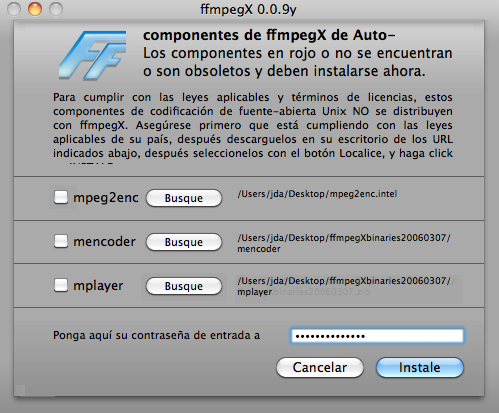 ffmpegX 0.0.9y
componentes de ffmpegX de Auto-
Los componentes en rojo o no se encuentran
o son obsoletos y deben instalarse ahora.
Para cumplir con las leyes aplicables y términos de licencias, estos
componentes de codificación de fuente-abierta Unix NO se distribuyen
con ffmpegX. Asegúrese primero que está cumpliendo con las leyes
aplicables de su país, después descarguelos en su escritorio de los URL
indicados abajo, después seleccionelos con el botón Localice, y haga click
mpeg2enc Busque /Users/jda/Desktop/mpeg2enc.intel
mencoder Busque /Users/jda/Desktop/ffmpegXbinaries20060307/
mencoder
mplayer Busque /Users/jda/Desktop/ffmpegXbinaries20060307/
mplayer
Ponga aquí su contraseña de entrada a ••••••••••••••
Cancelar Instale